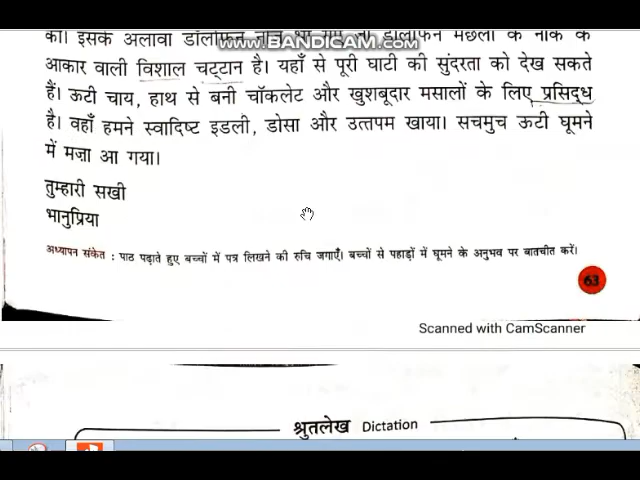 की। इसके अलावा डॉलफिन नोज़ भी गए, जो डॉलफिन मछली के नाक के
www.BANDICAM.com
आकार वाली विशाल चट्टान है। यहाँ से पूरी घाटी की सुंदरता को देख सकते
हैं। ऊटी चाय, हाथ से बनी चॉकलेट और खुशबूदार मसालों के लिए प्रसिद्ध
है। वहाँ हमने स्वादिष्ट इडली, डोसा और उत्तपम खाया। सचमुच ऊटी घूमने
में मज़ा आ गया।
तुम्हारी सखी
भानुप्रिया
अध्यापन संकेत : पाठ पढ़ाते हुए बच्चों में पत्र लिखने की रुचि जगाएँ। बच्चों से पहाड़ों में घूमने के अनुभव पर बातचीत करें।
63
Scanned with CamScanner
श्रुतलेख Dictation